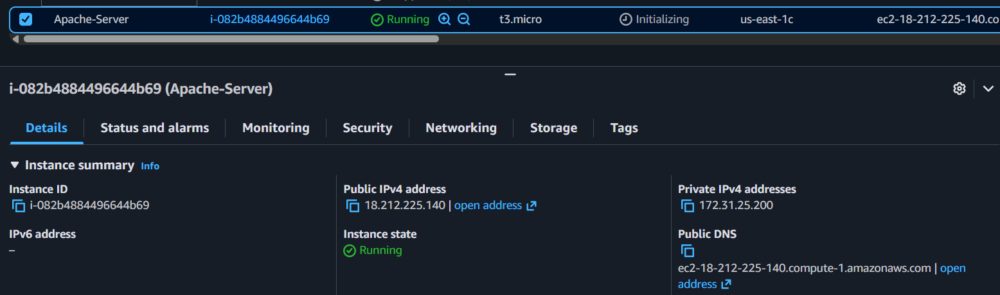 Apache-Server i-082b4884496644b69 Running t3.micro Initializing us-east-1c ec2-18-212-225-140.co
i-082b4884496644b69 (Apache-Server)
Details Status and alarms Monitoring Security Networking Storage Tags
Instance summary Info
Instance ID
i-082b4884496644b69
Public IPv4 address
18.212.225.140 | open address
Private IPv4 addresses
172.31.25.200
IPv6 address
–
Instance state
Running
Public DNS
ec2-18-212-225-140.compute-1.amazonaws.com | open
address